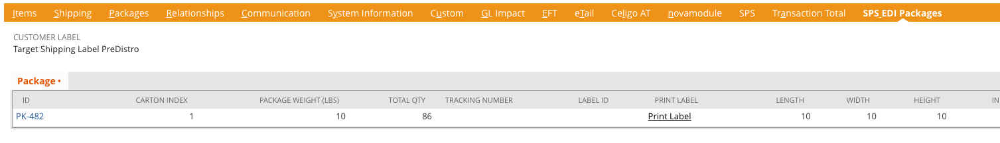 Items Shipping Packages Relationships Communication System Information Custom GL Impact EFT eTail Celigo AT novamodule SPS Transaction Total SPS_EDI Packages
CUSTOMER LABEL
Target Shipping Label PreDistro
Package •
ID CARTON INDEX PACKAGE WEIGHT (LBS) TOTAL QTY TRACKING NUMBER LABEL ID PRINT LABEL LENGTH WIDTH HEIGHT IN
PK-482 1 10 86 Print Label 10 10 10